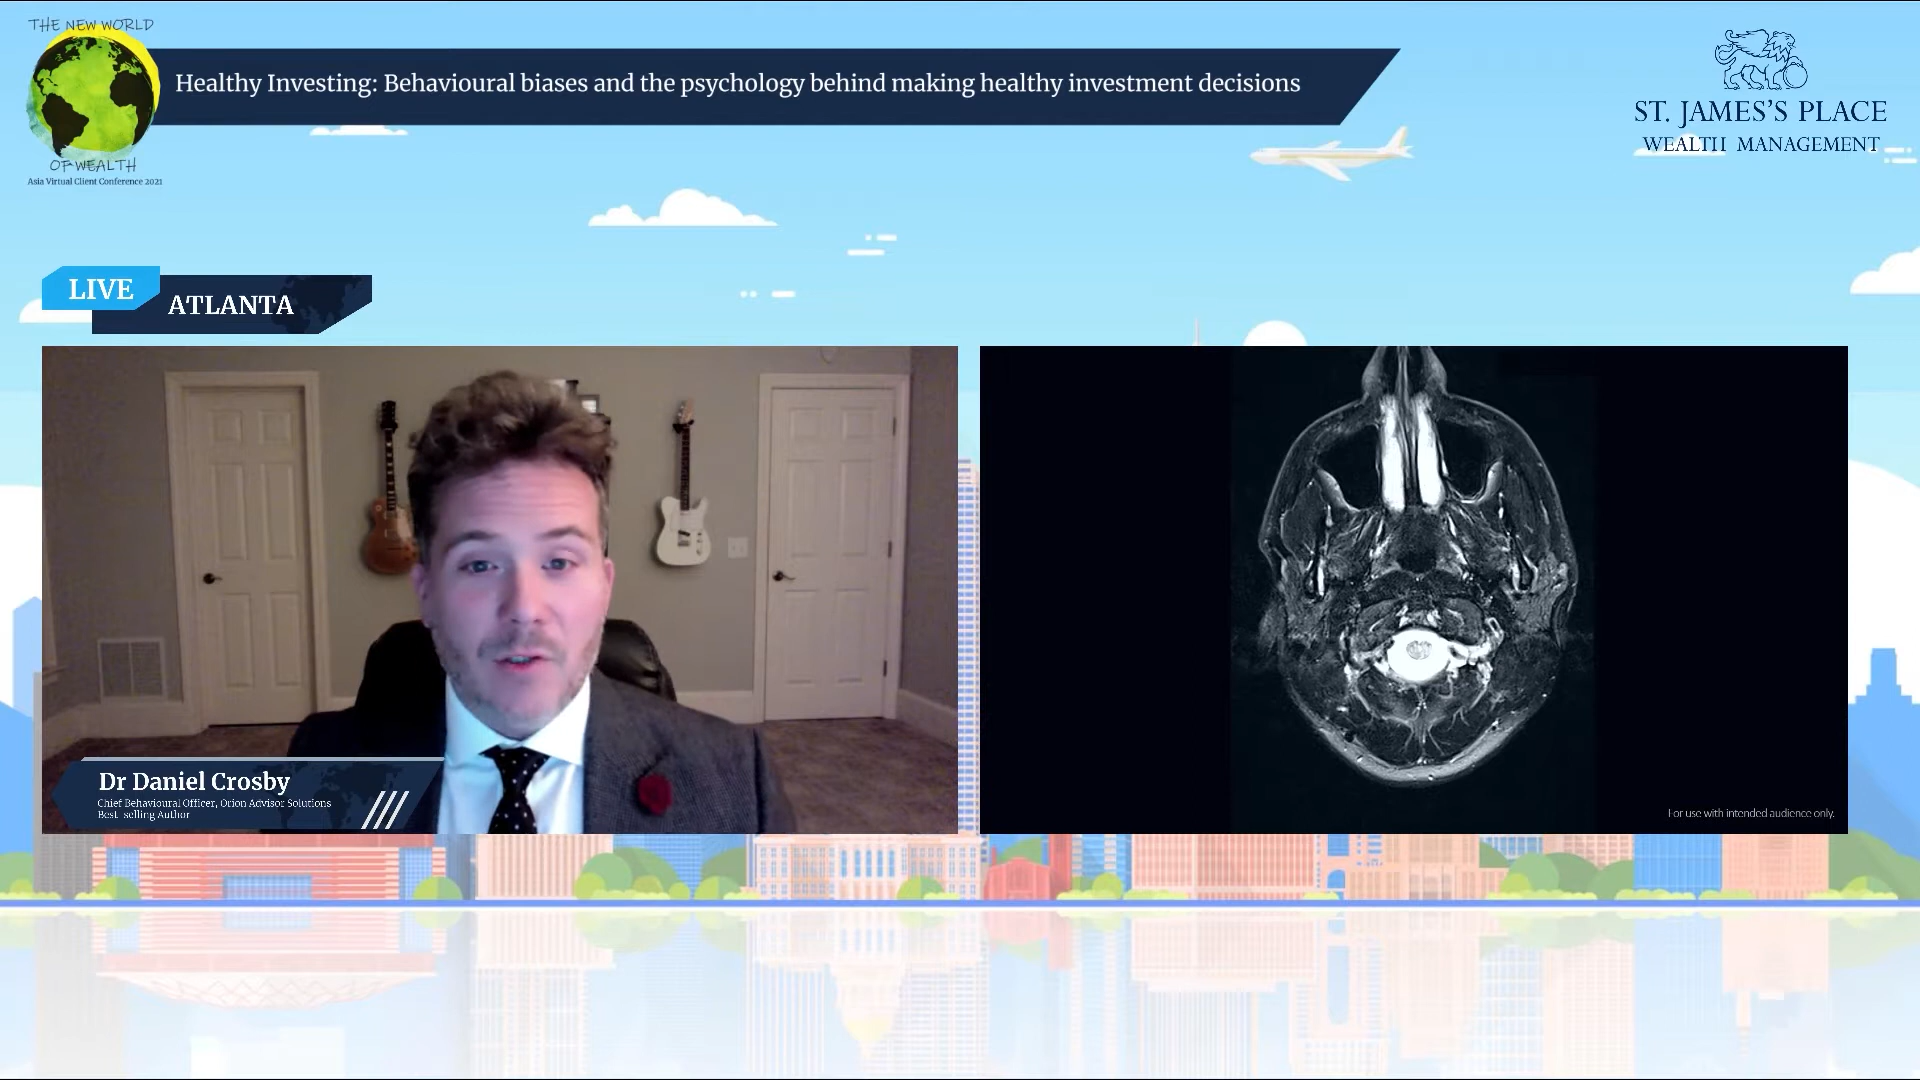 THE NEW WORLD
OF WEALTH
Asia Virtual Client Conference 2021
Healthy Investing: Behavioural biases and the psychology behind making healthy investment decisions
ST. JAMES'S PLACE
WEALTH MANAGEMENT
LIVE
ATLANTA
Dr Daniel Crosby
Chief Behavioural Officer, Orion Advisor Solutions
Best-selling Author
For use with intended audience only.